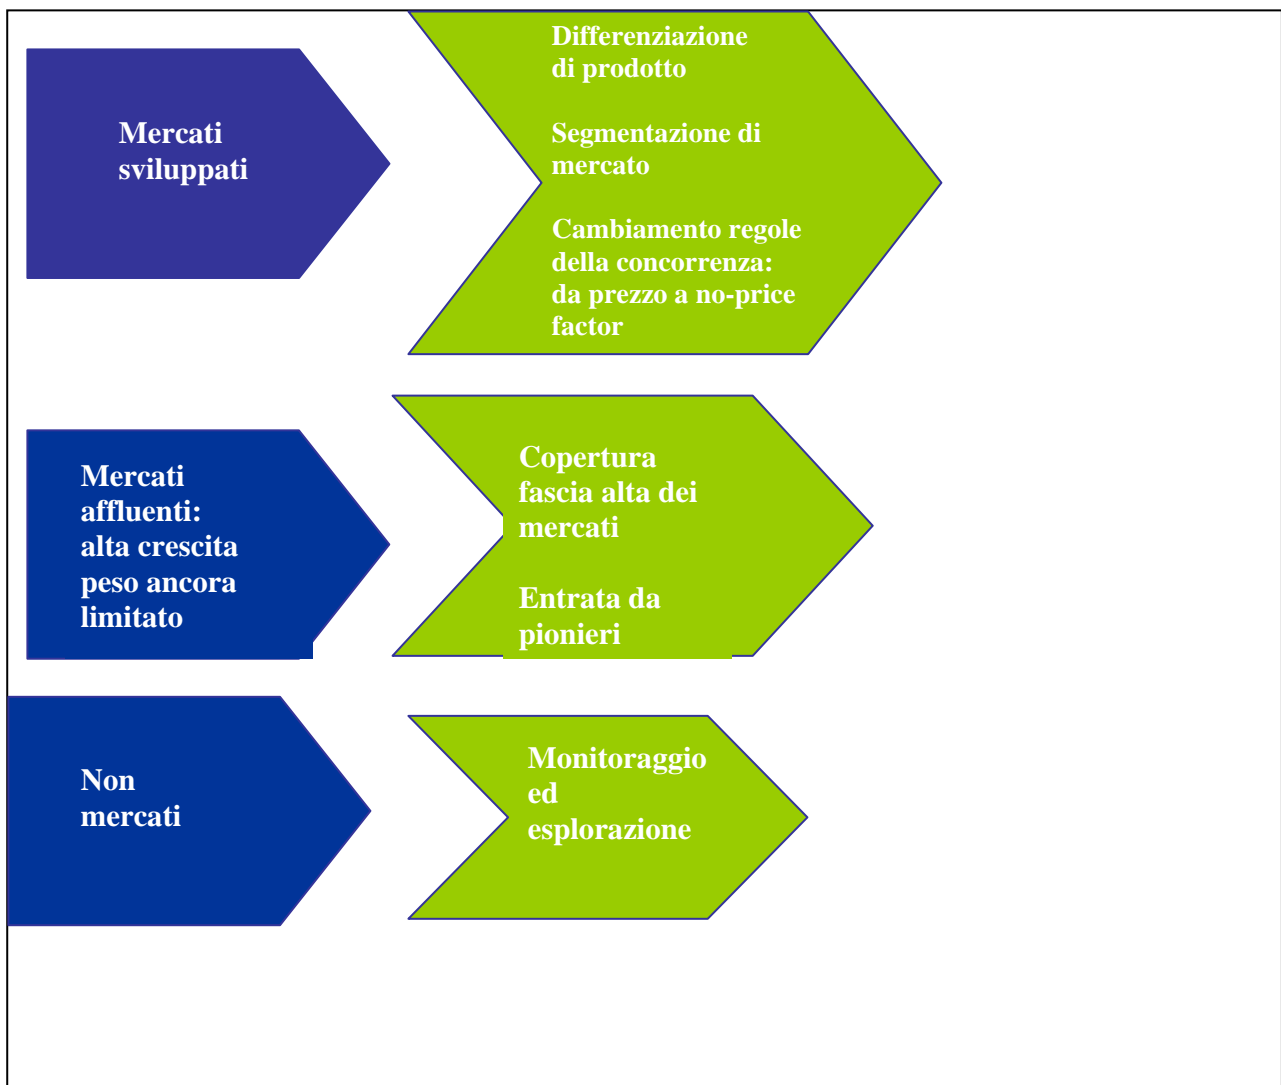 Mercati
sviluppati
Differenziazione
di prodotto
Segmentazione di
mercato
Cambiamento regole
della concorrenza:
da prezzo a no-price
factor
Mercati
affluenti:
alta crescita
peso ancora
limitato
Copertura
fascia alta dei
mercati
Entrata da
pionieri
Non
mercati
Monitoraggio
ed
esplorazione